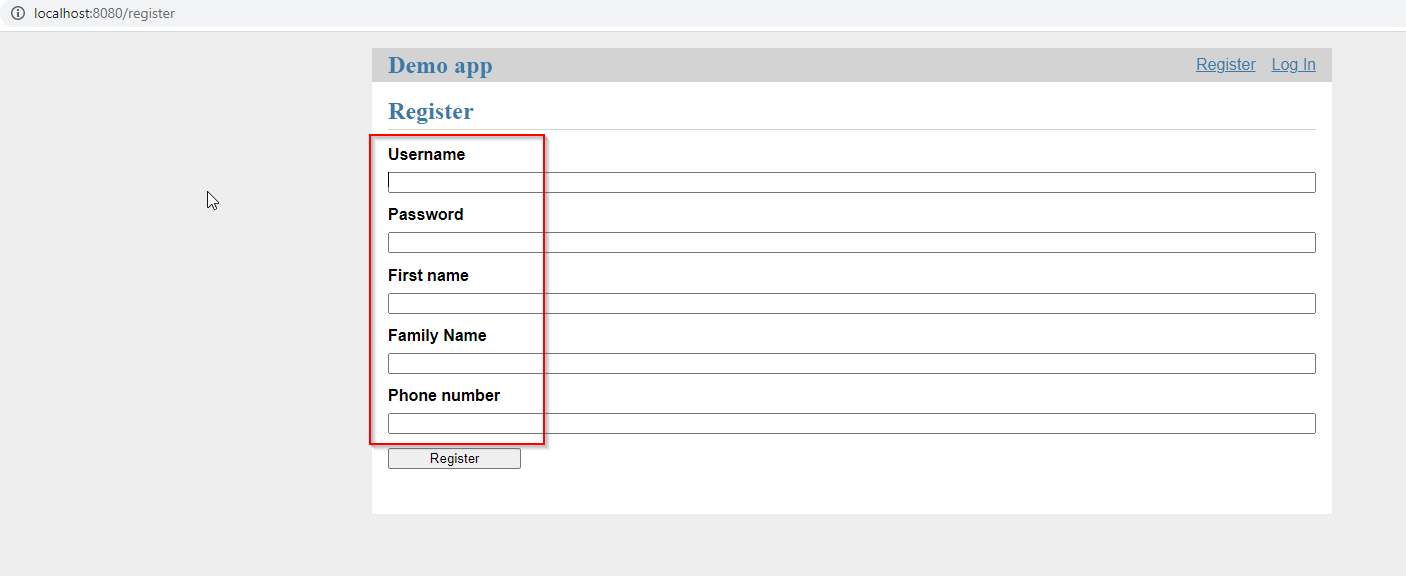 localhost:8080/register
Demo app
Register Log In
Register
Username
Password
First name
Family Name
Phone number
Register